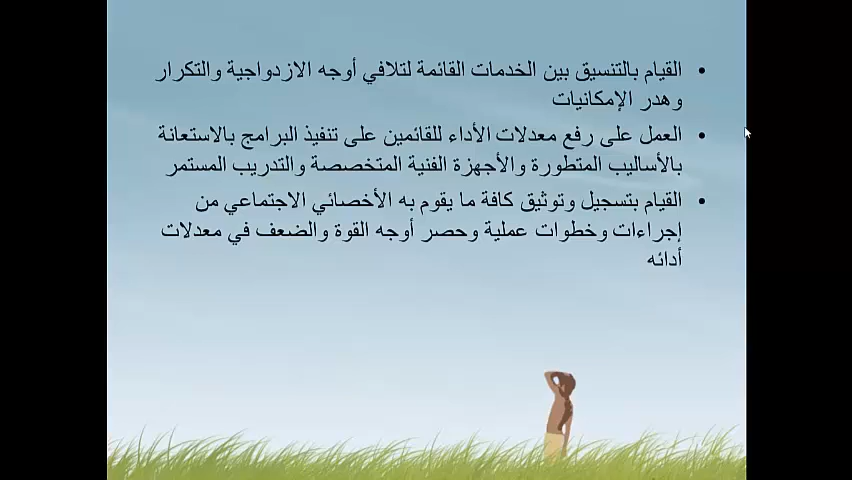 • القيام بالتنسيق بين الخدمات القائمة لتلافي أوجه الازدواجية والتكرار
وهدر الإمكانيات
• العمل على رفع معدلات الأداء للقائمين على تنفيذ البرامج بالاستعانة
بالأساليب المتطورة والأجهزة الفنية المتخصصة والتدريب المستمر
• القيام بتسجيل وتوثيق كافة ما يقوم به الأخصائي الاجتماعي من
إجراءات وخطوات عملية وحصر أوجه القوة والضعف في معدلات
أدائه